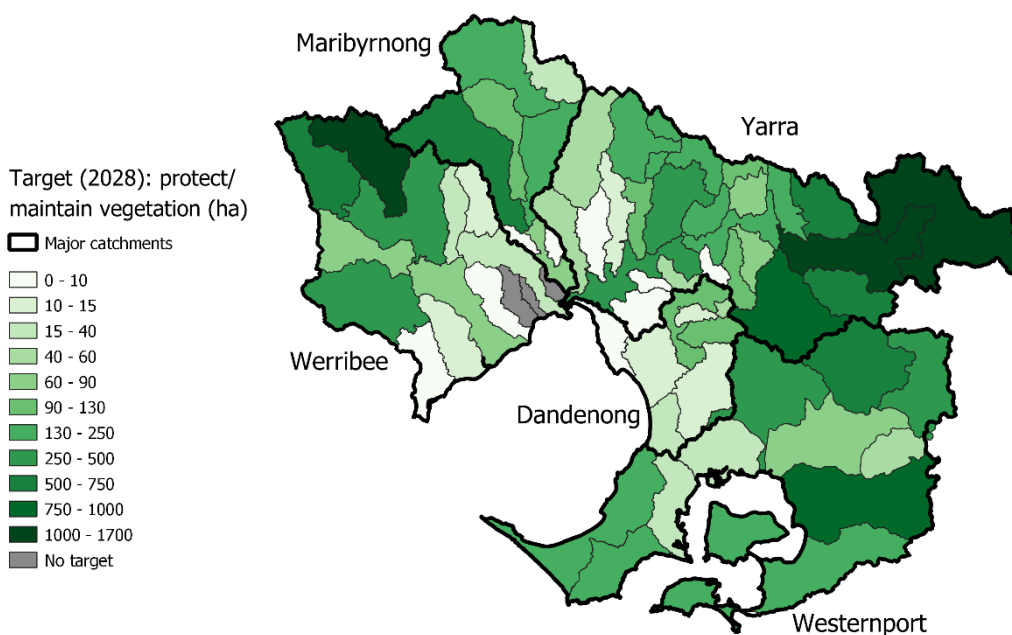 Maribyrnong
Yarra
Target (2028): protect/
maintain vegetation (ha)
Major catchments
0 - 10
10 - 15
15 - 40
40 - 60
60 - 90
90 - 130
130 - 250
250 - 500
500 - 750
750 - 1000
1000 - 1700
No target
Werribee
Dandenong
Westernport